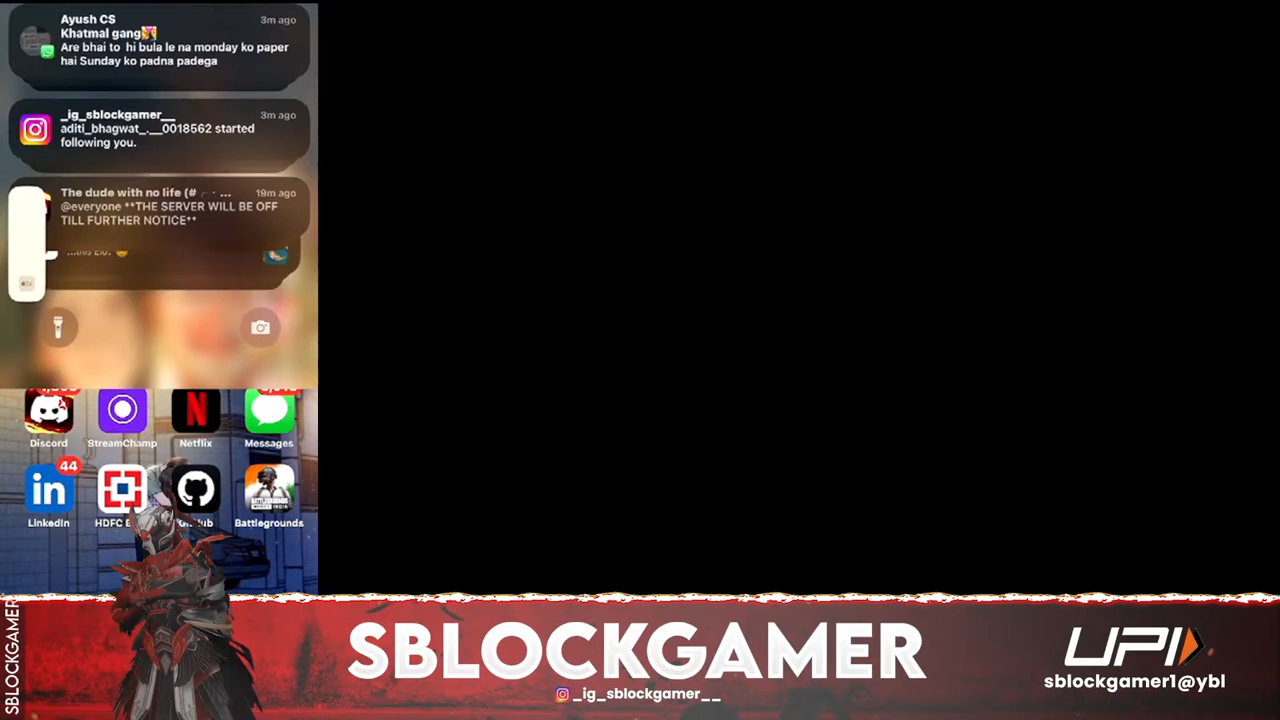 Ayush CS
3m ago
Khatmal gang
Are bhai to hi bula le na monday ko paper
hai Sunday ko padna padega
_ig_sblockgamer__
3m ago
aditi_bhagwat_.__0018562 started
following you.
The dude with no life (#
19m ago
@everyone **THE SERVER WILL BE OFF
TILL FURTHER NOTICE**
Discord
StreamChamp
Netflix
Messages
44
in
LinkedIn
HDFC
BATTLEGROUNDS
Battlegrounds
SBLOCKGAMER
SBLOCKGAMER
_ig_sblockgamer__
UPI
sblockgamer1@ybl